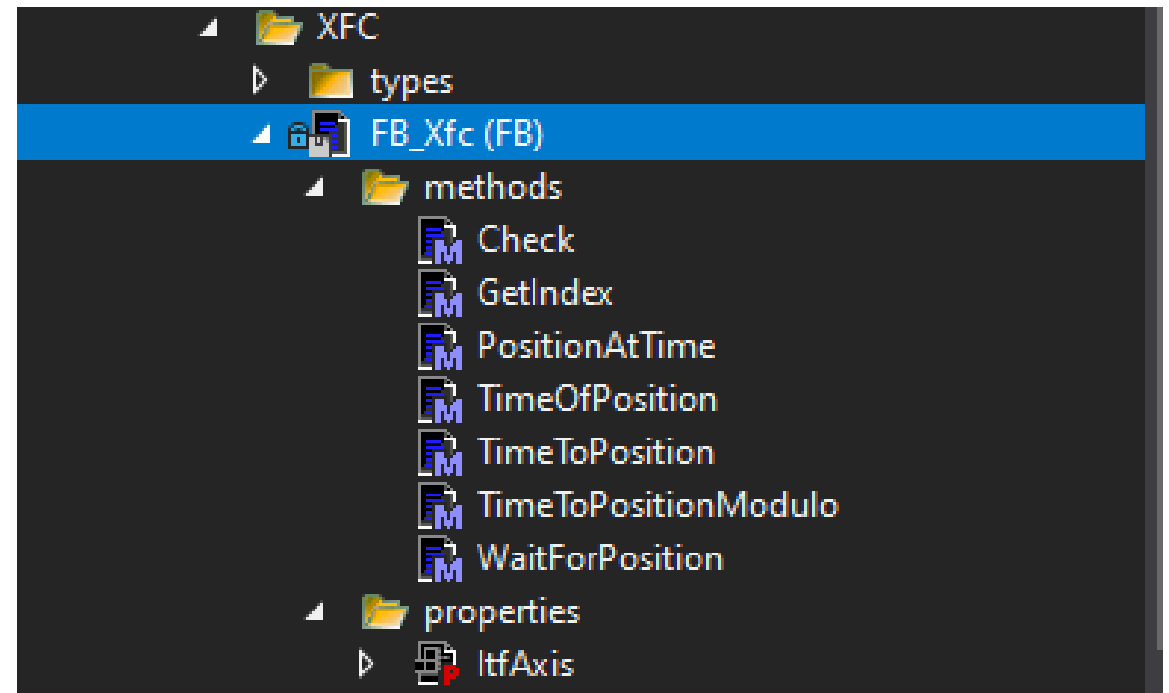 XFC
types
FB_Xfc (FB)
methods
Check
GetIndex
PositionAtTime
TimeOfPosition
TimeToPosition
TimeToPositionModulo
WaitForPosition
properties
ItfAxis